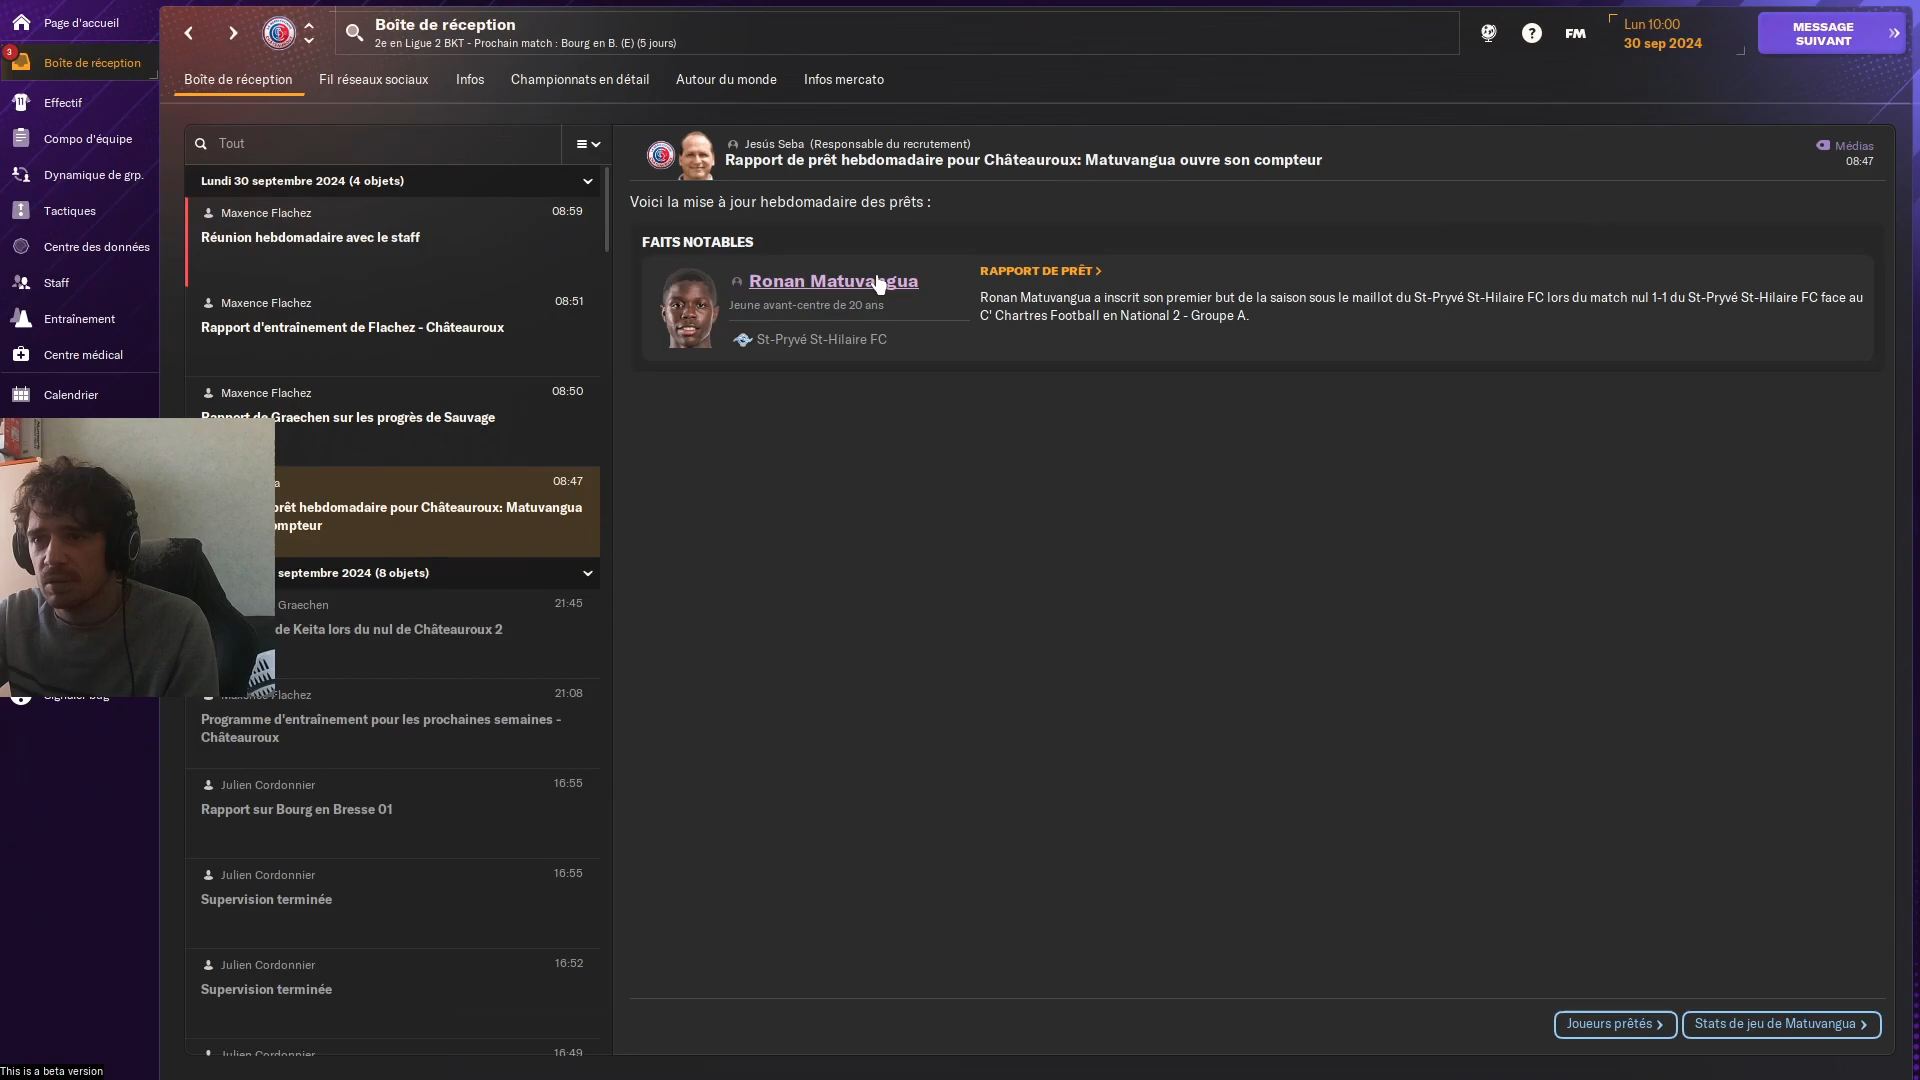 Page d'accueil
3
Boîte de réception
Effectif
Compo d'équipe
Dynamique de grp.
Tactiques
Centre des données
Staff
Entraînement
Centre médical
Calendrier
Boîte de réception
2e en Ligue 2 BKT - Prochain match : Bourg en B. (E) (5 jours)
FM
Lun 10:00
30 sep 2024
MESSAGE
SUIVANT
Boîte de réception
Fil réseaux sociaux
Infos
Championnats en détail
Autour du monde
Infos mercato
Tout
Lundi 30 septembre 2024 (4 objets)
Maxence Flachez 08:59
Réunion hebdomadaire avec le staff
Maxence Flachez 08:51
Rapport d'entraînement de Flachez - Châteauroux
Maxence Flachez 08:50
Rapport de Graechen sur les progrès de Sauvage
a 08:47
prêt hebdomadaire pour Châteauroux: Matuvangua
ompteur
septembre 2024 (8 objets)
Graechen 21:45
de Keita lors du nul de Châteauroux 2
Maxence Flachez 21:08
Programme d'entraînement pour les prochaines semaines -
Châteauroux
Julien Cordonnier 16:55
Rapport sur Bourg en Bresse 01
Julien Cordonnier 16:55
Supervision terminée
Julien Cordonnier 16:52
Supervision terminée
Julien Cordonnier 16:49
Jesús Seba (Responsable du recrutement)
Rapport de prêt hebdomadaire pour Châteauroux: Matuvangua ouvre son compteur
Médias
08:47
Voici la mise à jour hebdomadaire des prêts :
FAITS NOTABLES
Ronan Matuvangua
Jeune avant-centre de 20 ans
St-Pryvé St-Hilaire FC
RAPPORT DE PRÊT >
Ronan Matuvangua a inscrit son premier but de la saison sous le maillot du St-Pryvé St-Hilaire FC lors du match nul 1-1 du St-Pryvé St-Hilaire FC face au
C' Chartres Football en National 2 - Groupe A.
Joueurs prêtés >
Stats de jeu de Matuvangua >
This is a beta version